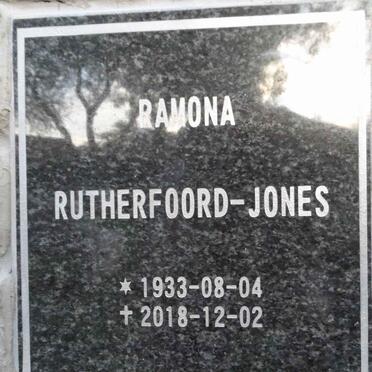 RAMONA
RUTHERFOORD-JONES
* 1933-08-04
† 2018-12-02